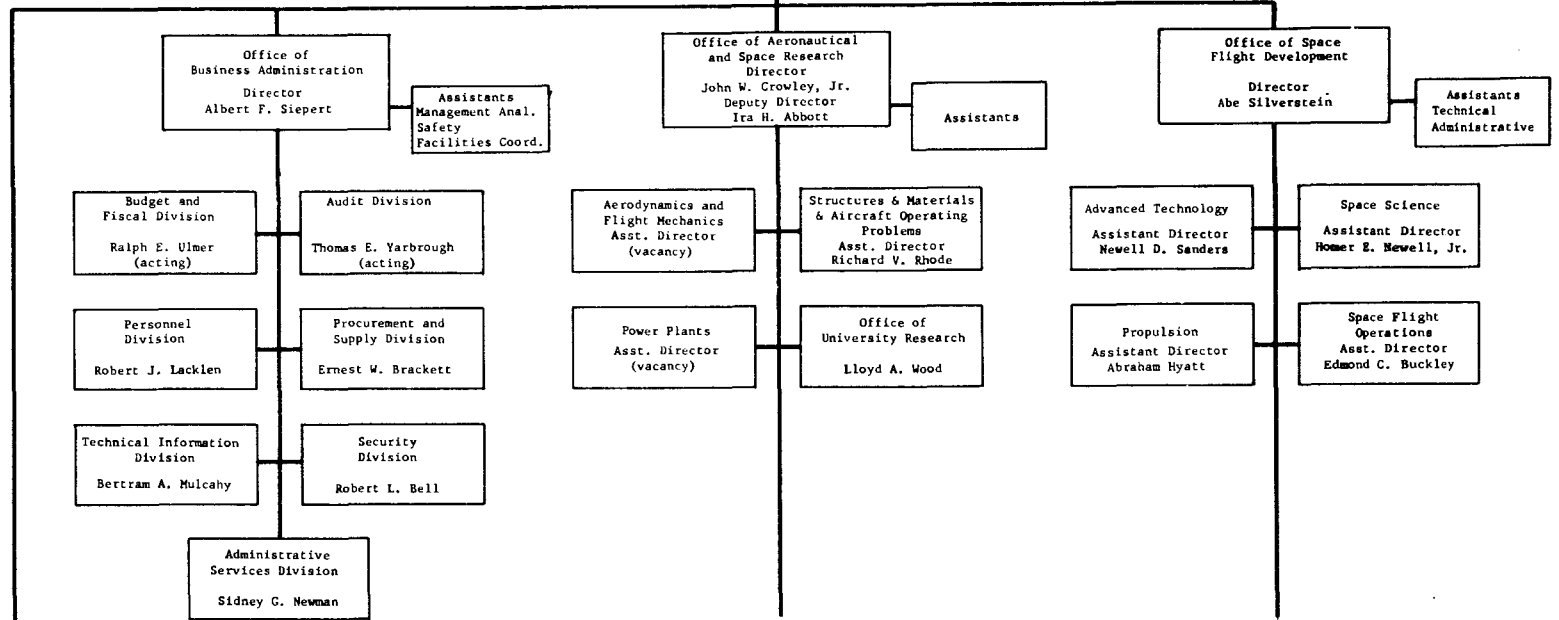 Office of
Business Administration
Director
Albert F. Siepert
Assistants
Management Anal.
Safety
Facilities Coord.
Budget and
Fiscal Division
Ralph E. Ulmer
(acting)
Audit Division
Thomas E. Yarbrough
(acting)
Personnel
Division
Robert J. Lacklen
Procurement and
Supply Division
Ernest W. Brackett
Technical Information
Division
Bertram A. Mulcahy
Security
Division
Robert L. Bell
Administrative
Services Division
Sidney G. Newman
Office of Aeronautical
and Space Research
Director
John W. Crowley, Jr.
Deputy Director
Ira H. Abbott
Assistants
Aerodynamics and
Flight Mechanics
Asst. Director
(vacancy)
Structures & Materials
& Aircraft Operating
Problems
Asst. Director
Richard V. Rhode
Power Plants
Asst. Director
(vacancy)
Office of
University Research
Lloyd A. Wood
Office of Space
Flight Development
Director
Abe Silverstein
Assistants
Technical
Administrative
Advanced Technology
Assistant Director
Newell D. Sanders
Space Science
Assistant Director
Homer E. Newell, Jr.
Propulsion
Assistant Director
Abraham Hyatt
Space Flight
Operations
Asst. Director
Edmond C. Buckley